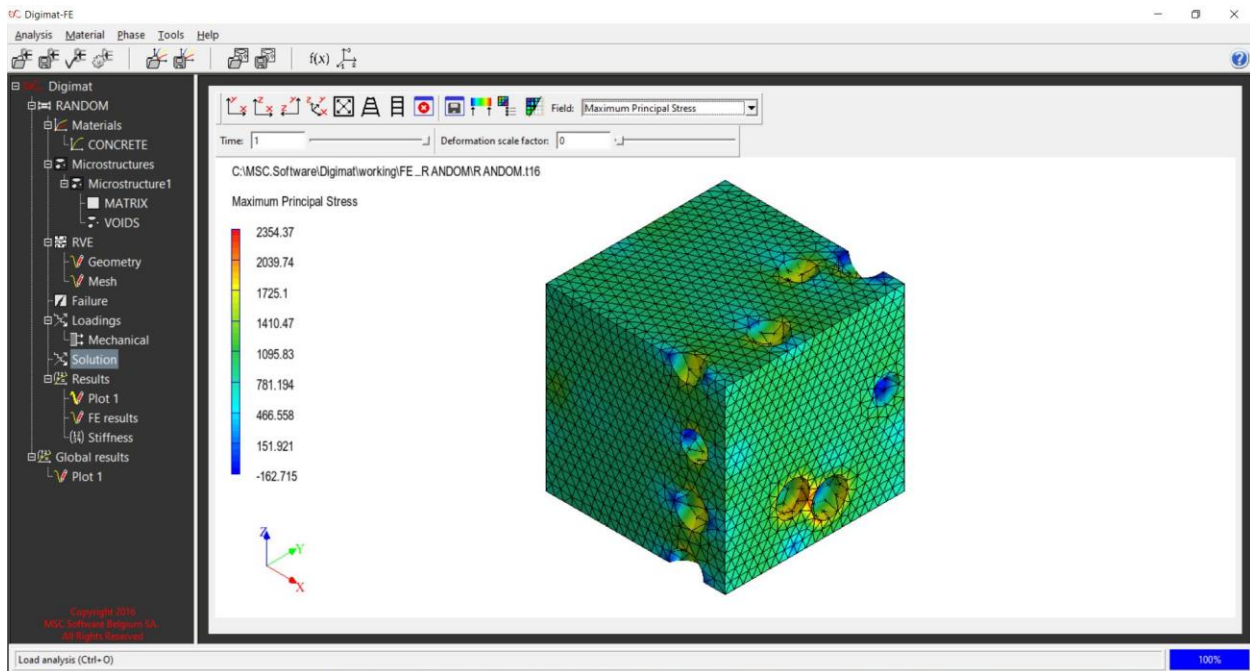 Digimat-FE
Analysis Material Phase Tools Help
f(x)
Digimat
RANDOM
Materials
CONCRETE
Microstructures
Microstructure1
MATRIX
VOIDS
RVE
Geometry
Mesh
Failure
Loadings
Mechanical
Solution
Results
Plot 1
FE results
Stiffness
Global results
Plot 1
Copyright 2016
MSC Software Belgium SA.
All Rights Reserved
Field: Maximum Principal Stress
Time: 1 Deformation scale factor: 0
C:\MSC.Software\Digimat\working\FE_R ANDOM\R ANDOM.t16
Maximum Principal Stress
2354.37
2039.74
1725.1
1410.47
1095.83
781.194
466.558
151.921
-162.715
Z
Y
X
Load analysis (Ctrl+O) 100%